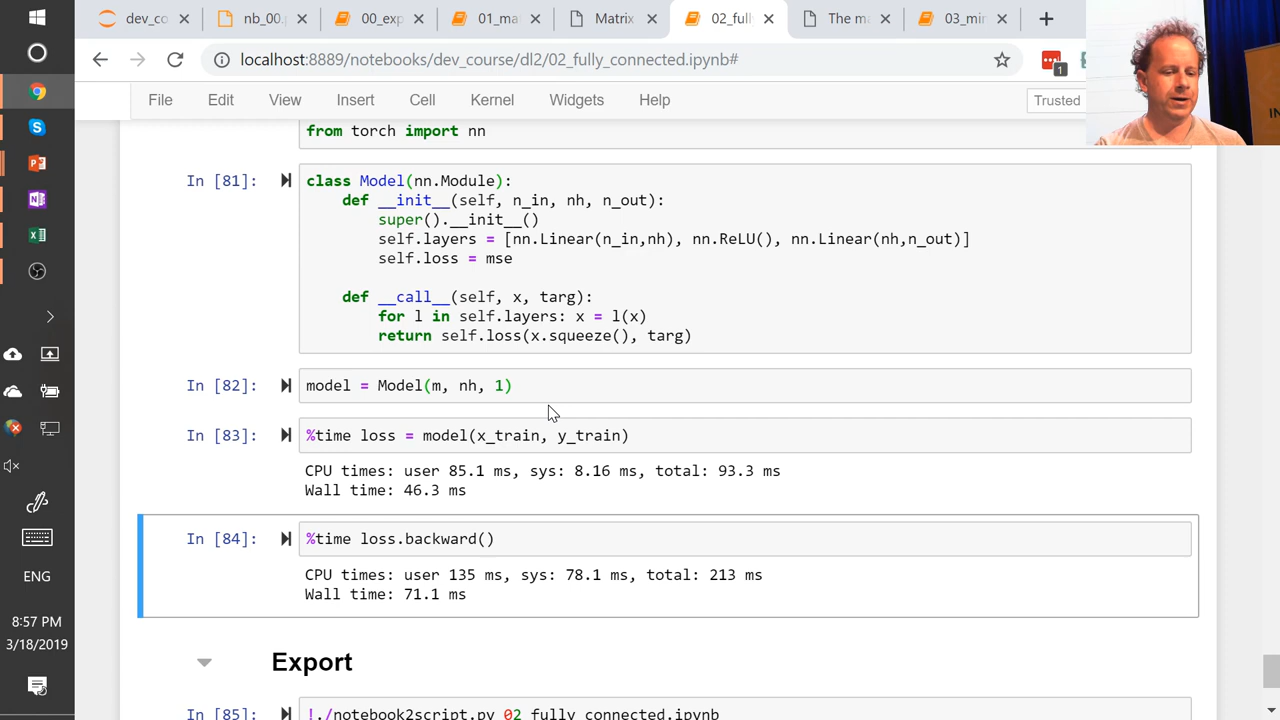 dev_co
nb_00.
00_exp
01_ma
Matrix
02_fully
The ma
03_min
localhost:8889/notebooks/dev_course/dl2/02_fully_connected.ipynb#
1
File Edit View Insert Cell Kernel Widgets Help
Trusted
from torch import nn
In [81]:
class Model(nn.Module):
def __init__(self, n_in, nh, n_out):
super().__init__()
self.layers = [nn.Linear(n_in,nh), nn.ReLU(), nn.Linear(nh,n_out)]
self.loss = mse
def __call__(self, x, targ):
for l in self.layers: x = l(x)
return self.loss(x.squeeze(), targ)
In [82]:
model = Model(m, nh, 1)
In [83]:
%time loss = model(x_train, y_train)
CPU times: user 85.1 ms, sys: 8.16 ms, total: 93.3 ms
Wall time: 46.3 ms
In [84]:
%time loss.backward()
CPU times: user 135 ms, sys: 78.1 ms, total: 213 ms
Wall time: 71.1 ms
Export
In [85]:
!./notebook2script.py 02_fully_connected.ipynb
ENG
8:57 PM
3/18/2019